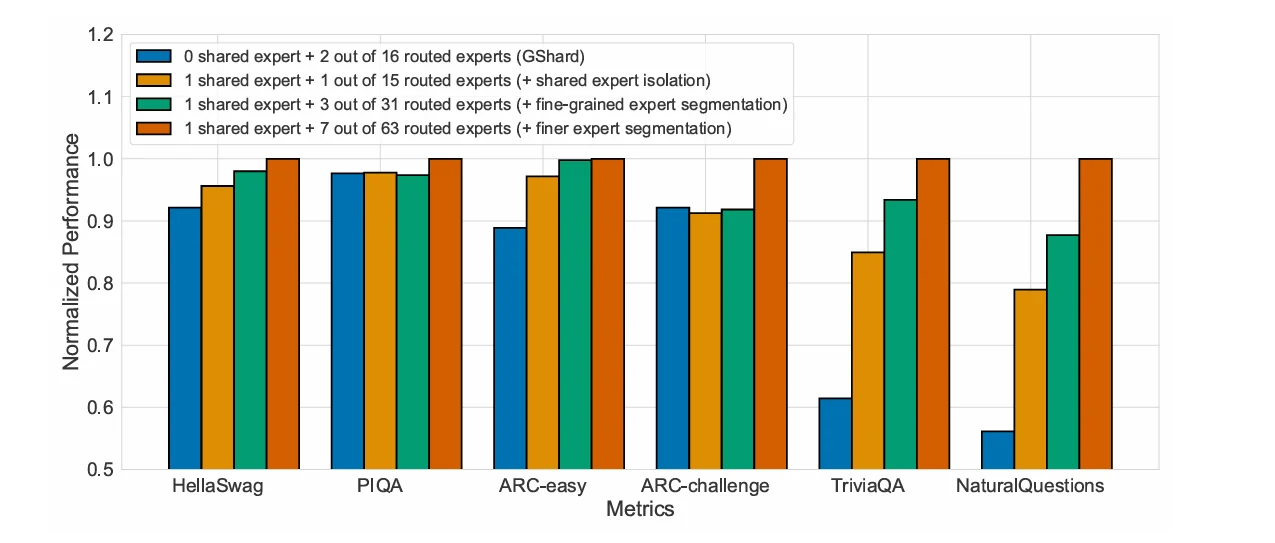 1.2
0 shared expert + 2 out of 16 routed experts (GShard)
1 shared expert + 1 out of 15 routed experts (+ shared expert isolation)
1 shared expert + 3 out of 31 routed experts (+ fine-grained expert segmentation)
1 shared expert + 7 out of 63 routed experts (+ finer expert segmentation)
1.1
1.0
0.9
0.8
0.7
0.6
0.5
Normalized Performance
HellaSwag PIQA ARC-easy ARC-challenge TriviaQA NaturalQuestions
Metrics